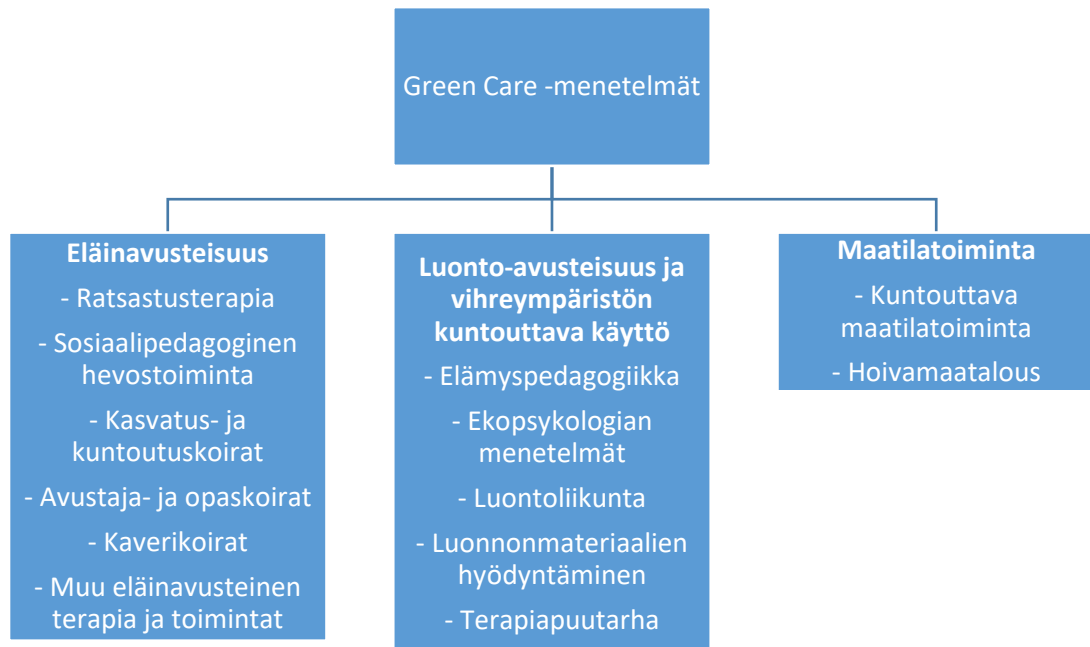 Green Care -menetelmät
Eläinavusteisuus
- Ratsastusterapia
- Sosiaalipedagoginen
hevostoiminta
- Kasvatus- ja
kuntoutuskoirat
- Avustaja- ja opaskoirat
- Kaverikoirat
- Muu eläinavusteinen
terapia ja toimintat
Luonto-avusteisuus ja
vihreympäristön
kuntouttava käyttö
- Elämyspedagogiikka
- Ekopsykologian
menetelmät
- Luontoliikunta
- Luonnonmateriaalien
hyödyntäminen
- Terapiapuutarha
Maatilatoiminta
- Kuntouttava
maatilatoiminta
- Hoivamaatalous